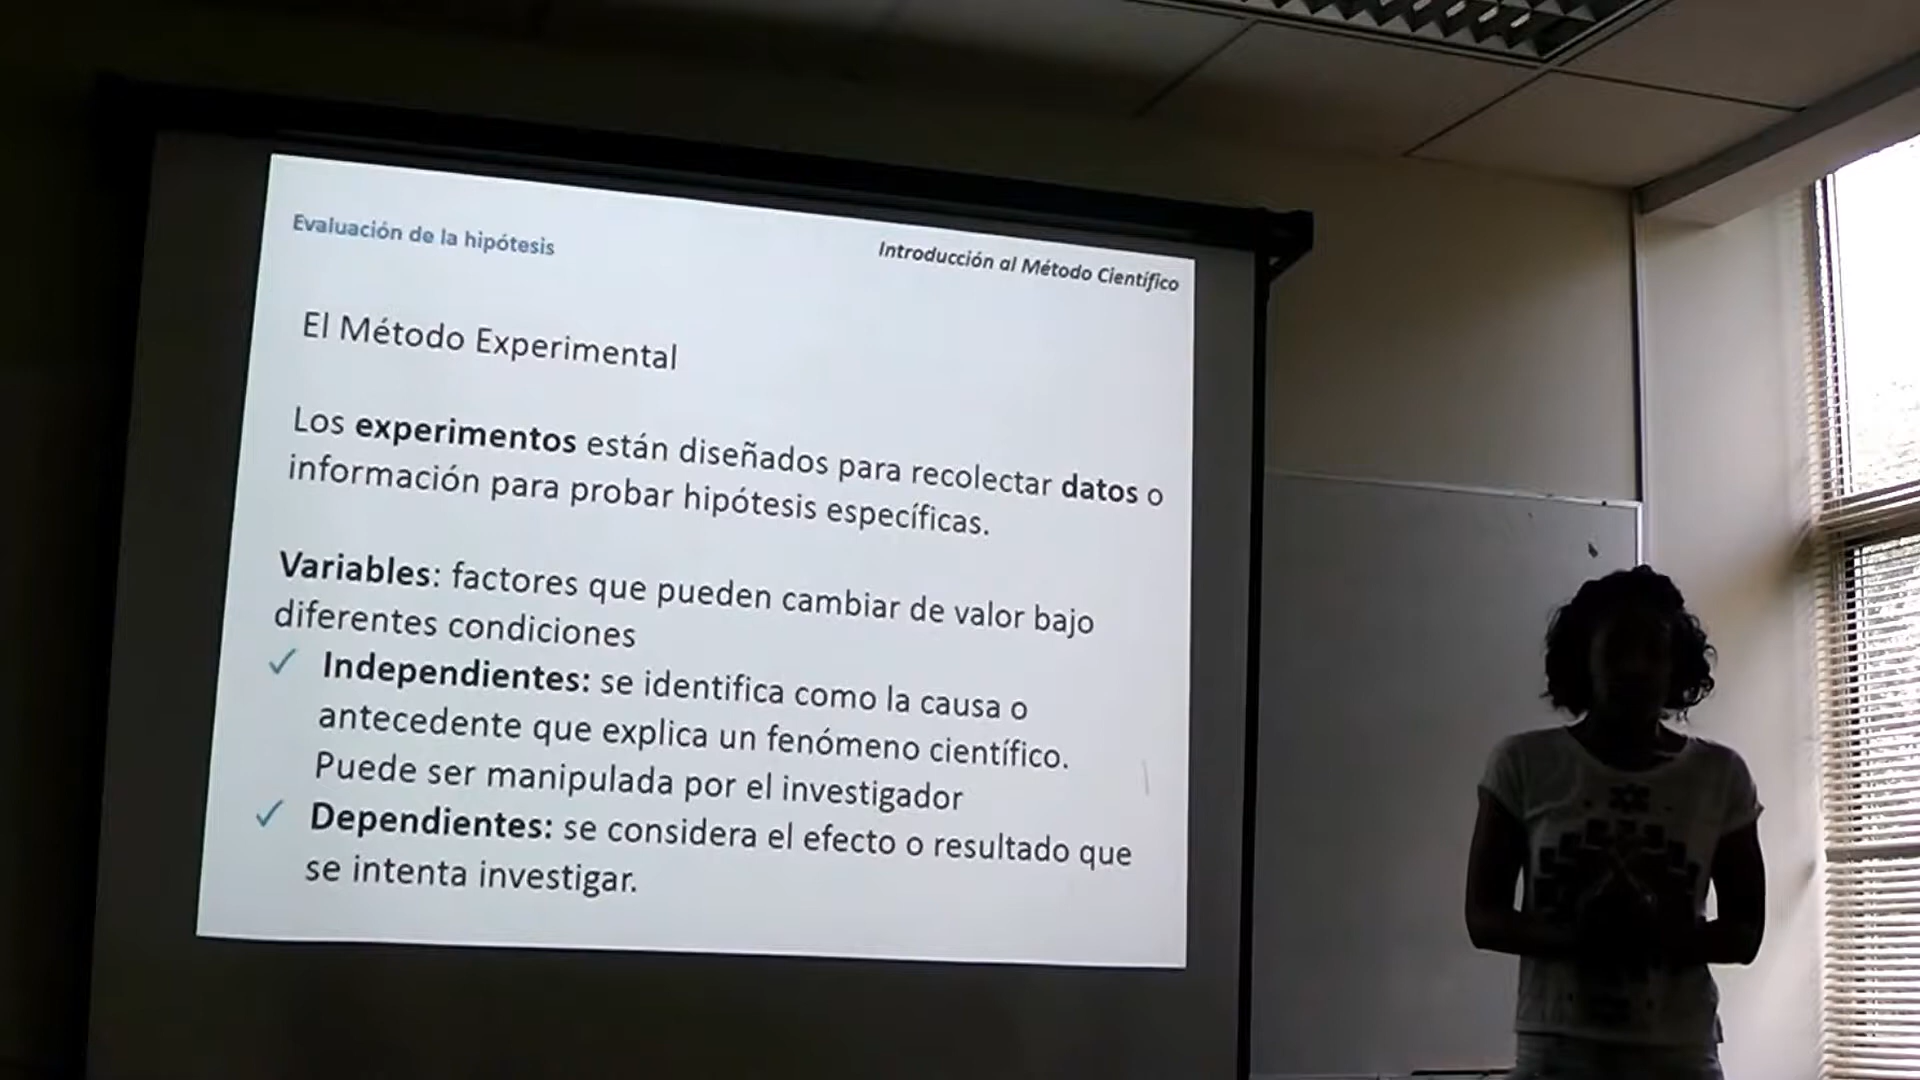 Evaluación de la hipótesis
Introducción al Método Científico
El Método Experimental
Los experimentos están diseñados para recolectar datos o
información para probar hipótesis específicas.
Variables: factores que pueden cambiar de valor bajo
diferentes condiciones
✓ Independientes: se identifica como la causa o
antecedente que explica un fenómeno científico.
Puede ser manipulada por el investigador
✓ Dependientes: se considera el efecto o resultado que
se intenta investigar.